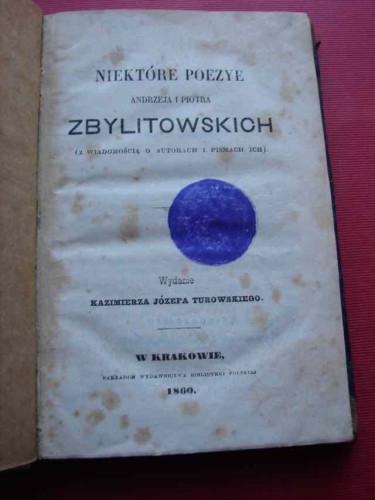 NIEKTÓRE POEZYE
ANDRZEJA I PIOTRA
ZBYLITOWSKICH
(Z WIADOMOŚCIĄ O AUTORACH I PISMACH ICH).
Wydanie
KAZIMIERZA JÓZEFA TUROWSKIEGO.
W KRAKOWIE,
NAKŁADEM WYDAWNICTWA BIBLIOTEKI POLSKIEJ
1860.